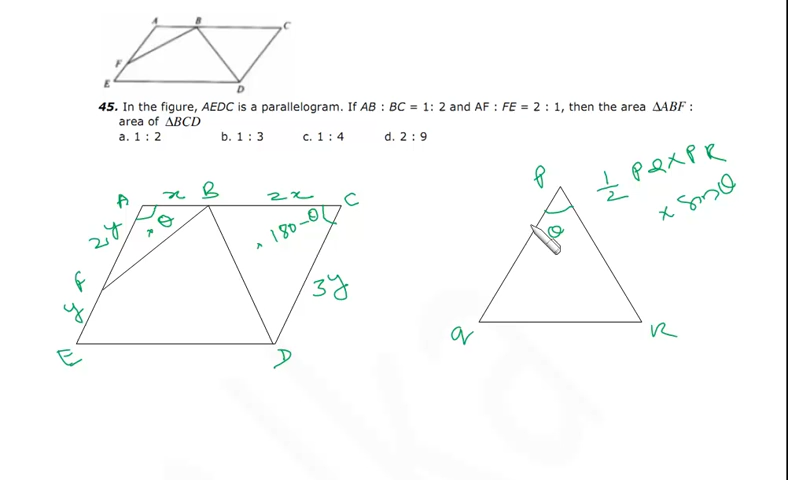 A B C
F
E D
45. In the figure, AEDC is a parallelogram. If AB : BC = 1: 2 and AF : FE = 2 : 1, then the area ΔABF :
area of ΔBCD
a. 1 : 2 b. 1 : 3 c. 1 : 4 d. 2 : 9
A x B 2x C
2y θ 180-θ
F
y 3y
E D
P
θ
Q R
1/2 PQ×PR
× Sinθ